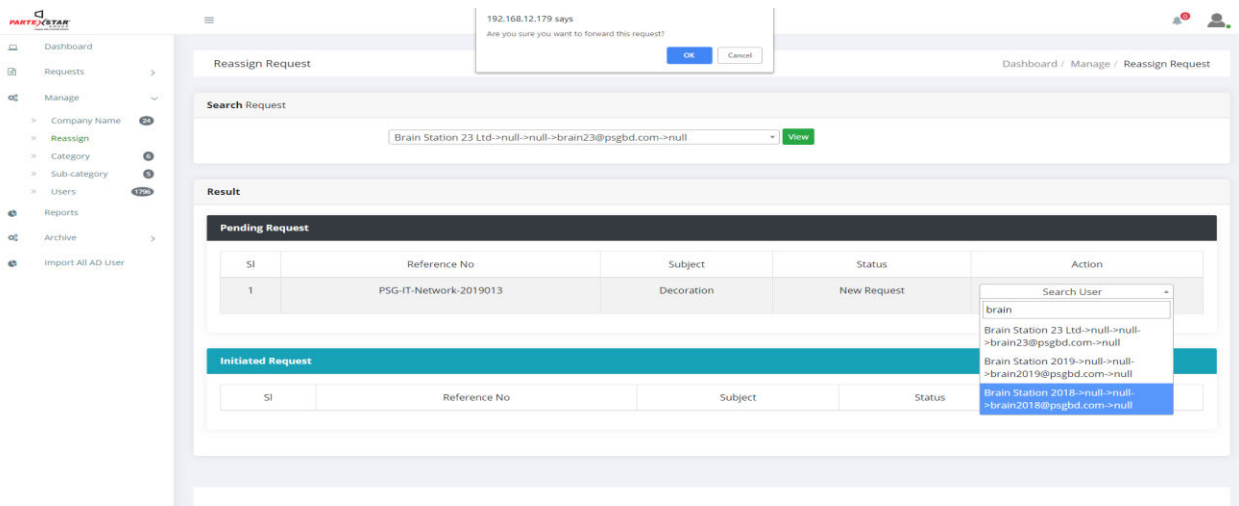 PARTEX STAR
GROUP
192.168.12.179 says
Are you sure you want to forward this request?
OK
Cancel
0
Dashboard
Requests
Manage
Company Name 24
Reassign
Category 6
Sub-category 5
Users 1796
Reports
Archive
Import All AD User
Reassign Request
Dashboard / Manage / Reassign Request
Search Request
Brain Station 23 Ltd->null->null->brain23@psgbd.com->null
View
Result
Pending Request
Sl Reference No Subject Status Action
1 PSG-IT-Network-2019013 Decoration New Request Search User
brain
Brain Station 23 Ltd->null->null-
>brain23@psgbd.com->null
Brain Station 2019->null->null-
>brain2019@psgbd.com->null
Brain Station 2018->null->null-
>brain2018@psgbd.com->null
Initiated Request
Sl Reference No Subject Status